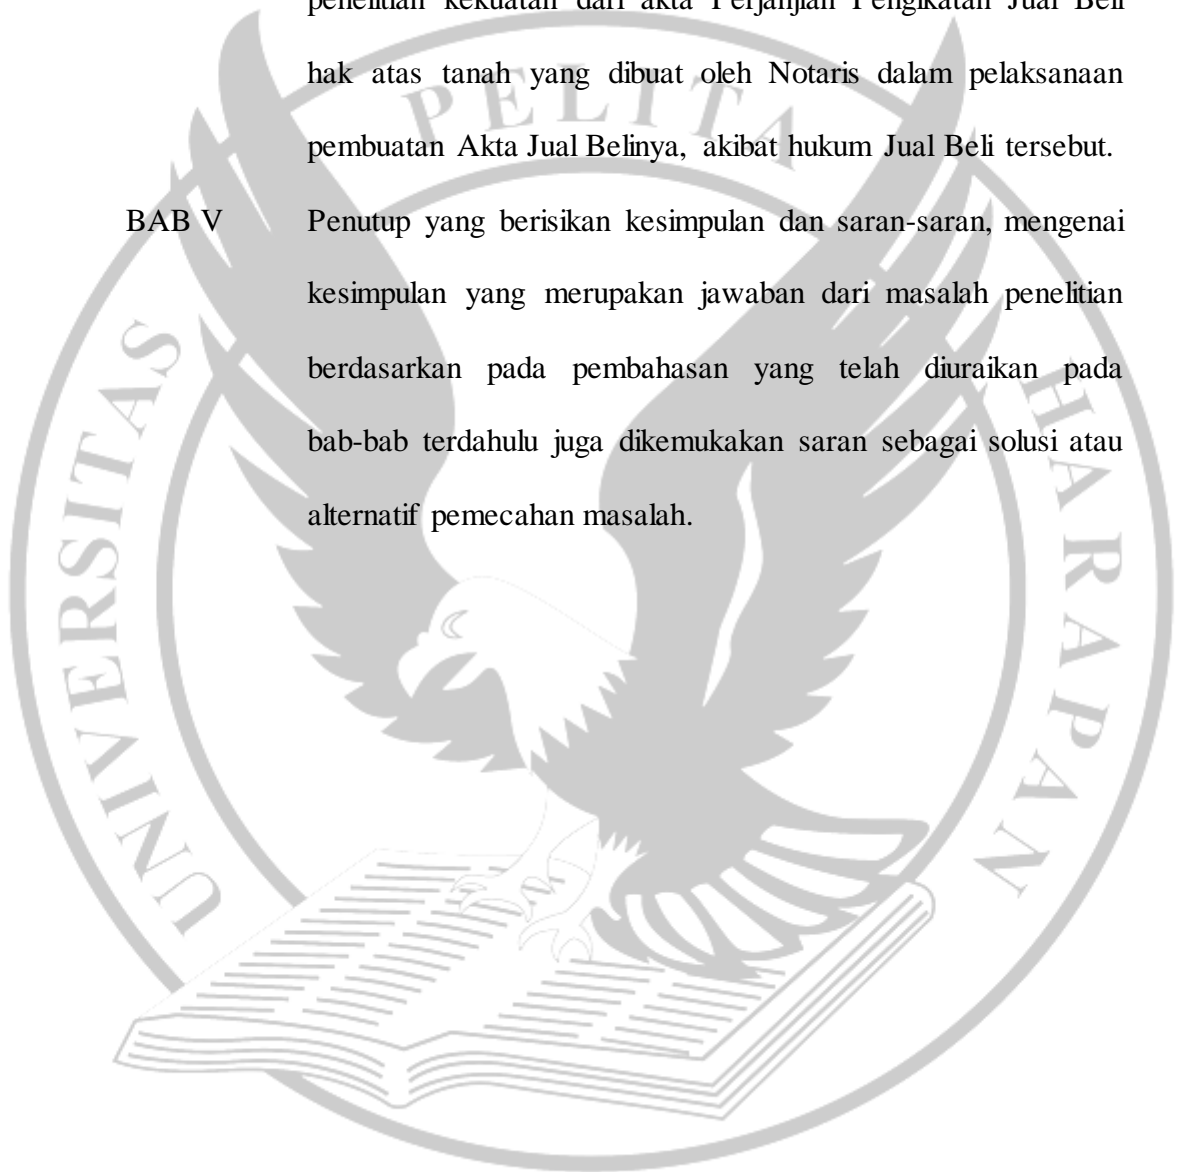 penelitian kekuatan dari akta Perjanjian Pengikatan Jual Beli
hak atas tanah yang dibuat oleh Notaris dalam pelaksanaan
pembuatan Akta Jual Belinya, akibat hukum Jual Beli tersebut.
BAB V Penutup yang berisikan kesimpulan dan saran-saran, mengenai
kesimpulan yang merupakan jawaban dari masalah penelitian
berdasarkan pada pembahasan yang telah diuraikan pada
bab-bab terdahulu juga dikemukakan saran sebagai solusi atau
alternatif pemecahan masalah.
UNIVERSITAS PELITA HARAPAN